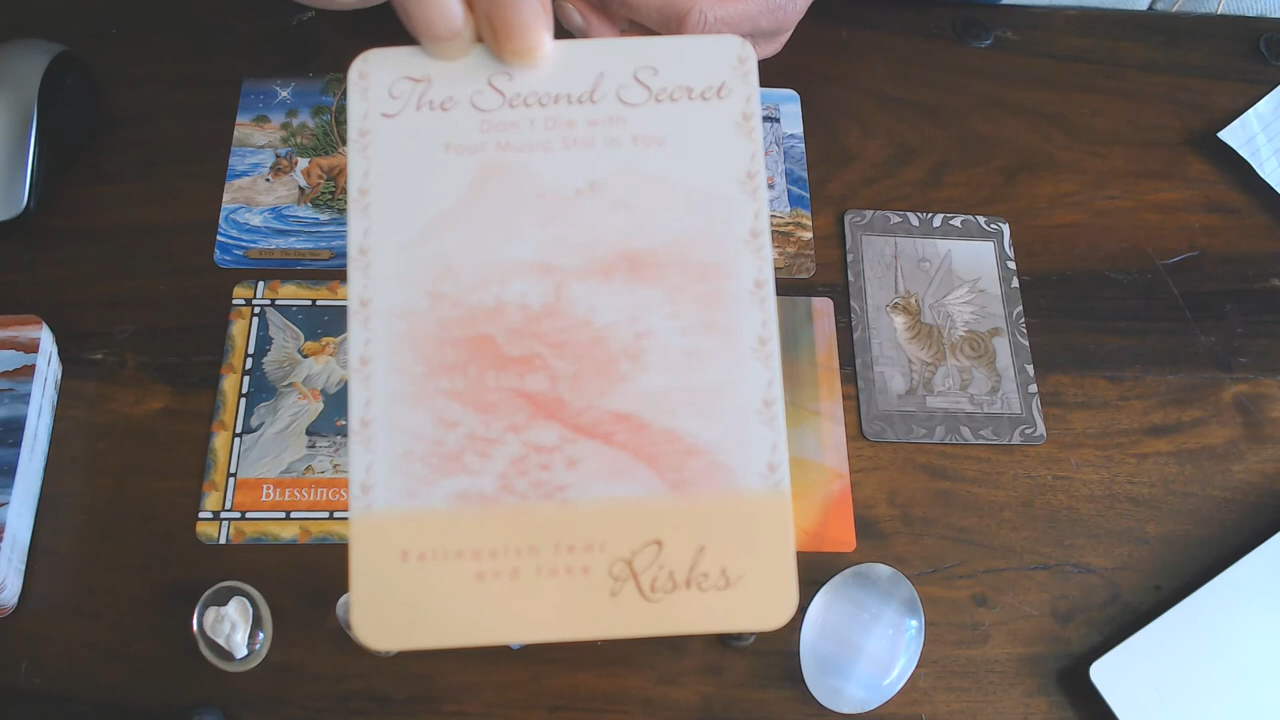 The Second Secret
Don't Die with
Your Music Still in You
XVII The Dog Star
BLESSINGS
Relinquish fear
and take Risks